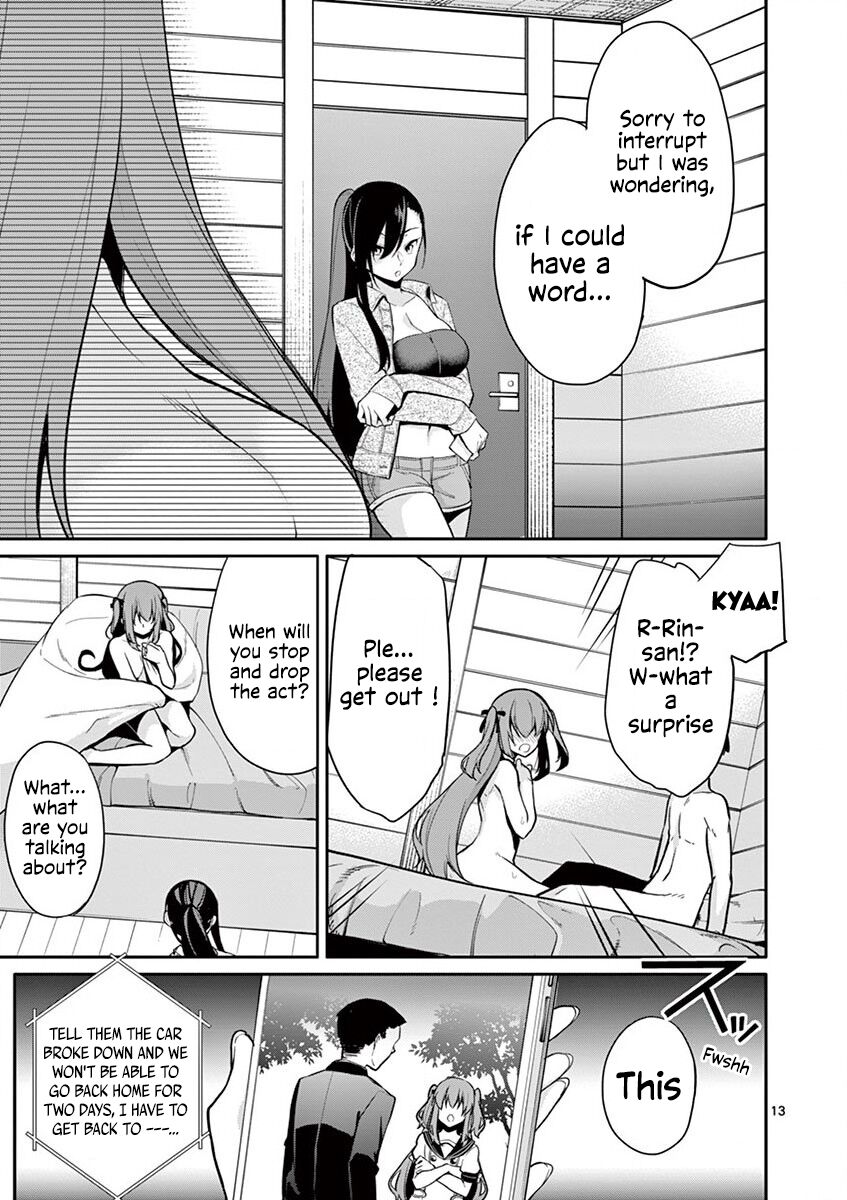 Sorry to
interrupt
but I was
wondering,
if I could
have a
word...
KYAA!
R-Rin-
san!?
W-what
a
surprise
Ple...
please
get out !
When will
you stop
and drop
the act?
What...
what
are you
talking
about?
マッ
Fwshh
This
TELL THEM THE CAR
BROKE DOWN AND WE
WON'T BE ABLE TO
GO BACK HOME FOR
TWO DAYS, I HAVE TO
GET BACK TO ---...
13